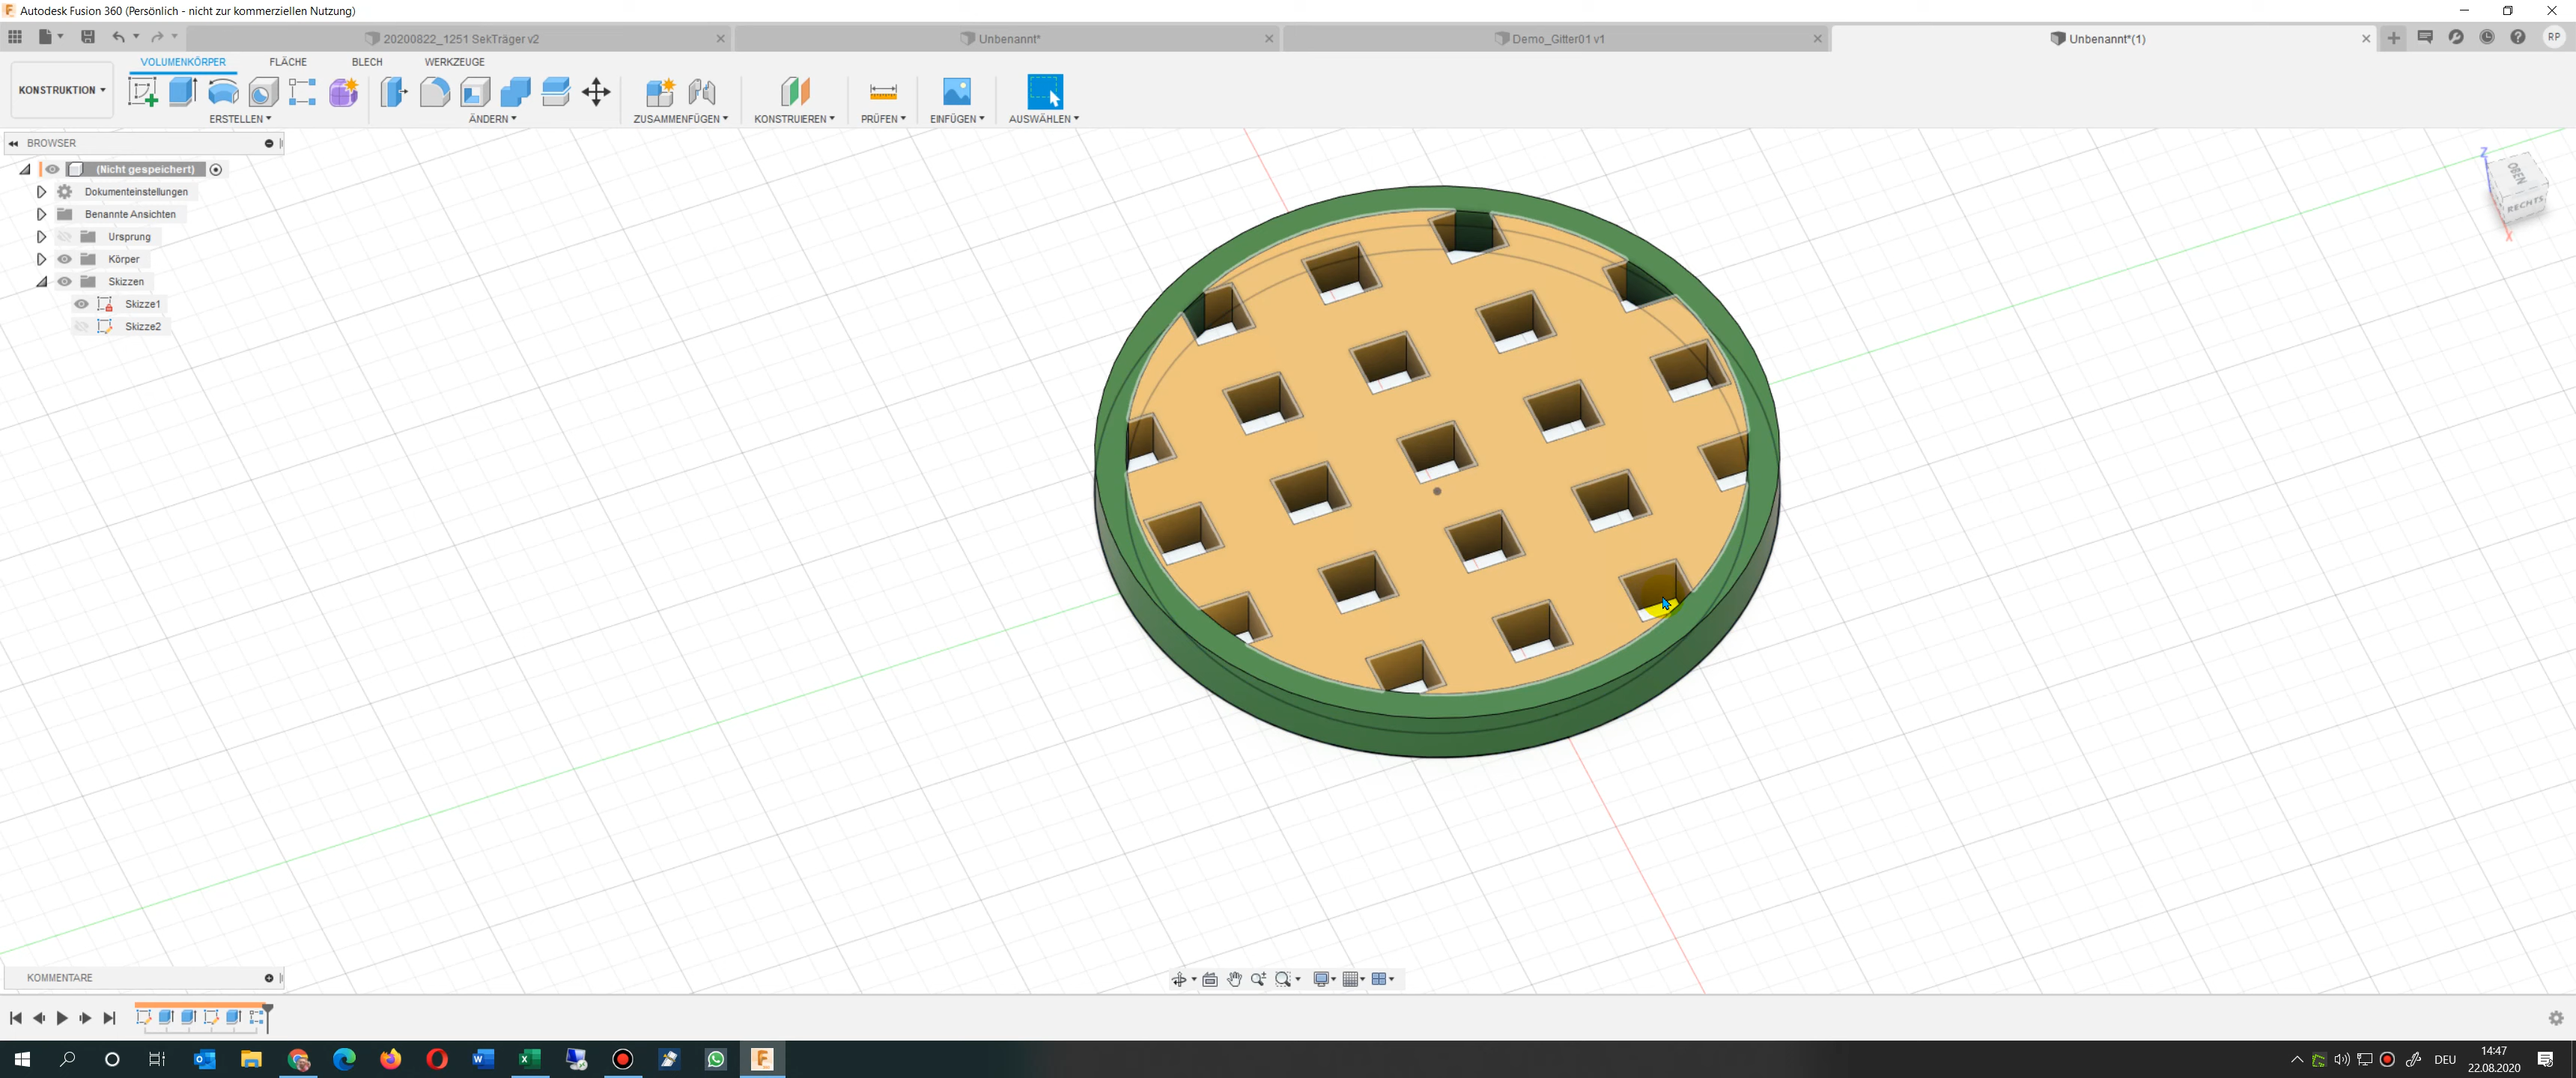 Autodesk Fusion 360 (Persönlich - nicht zur kommerziellen Nutzung)
20200822_1251 SekTräger v2
Unbenannt*
Demo_Gitter01 v1
Unbenannt*(1)
RP
VOLUMENKÖRPER
FLÄCHE
BLECH
WERKZEUGE
KONSTRUKTION
ERSTELLEN
ÄNDERN
ZUSAMMENFÜGEN
KONSTRUIEREN
PRÜFEN
EINFÜGEN
AUSWÄHLEN
BROWSER
(Nicht gespeichert)
Dokumenteinstellungen
Benannte Ansichten
Ursprung
Körper
Skizzen
Skizze1
Skizze2
Z
OBEN
RECHTS
X
KOMMENTARE
DEU
14:47
22.08.2020